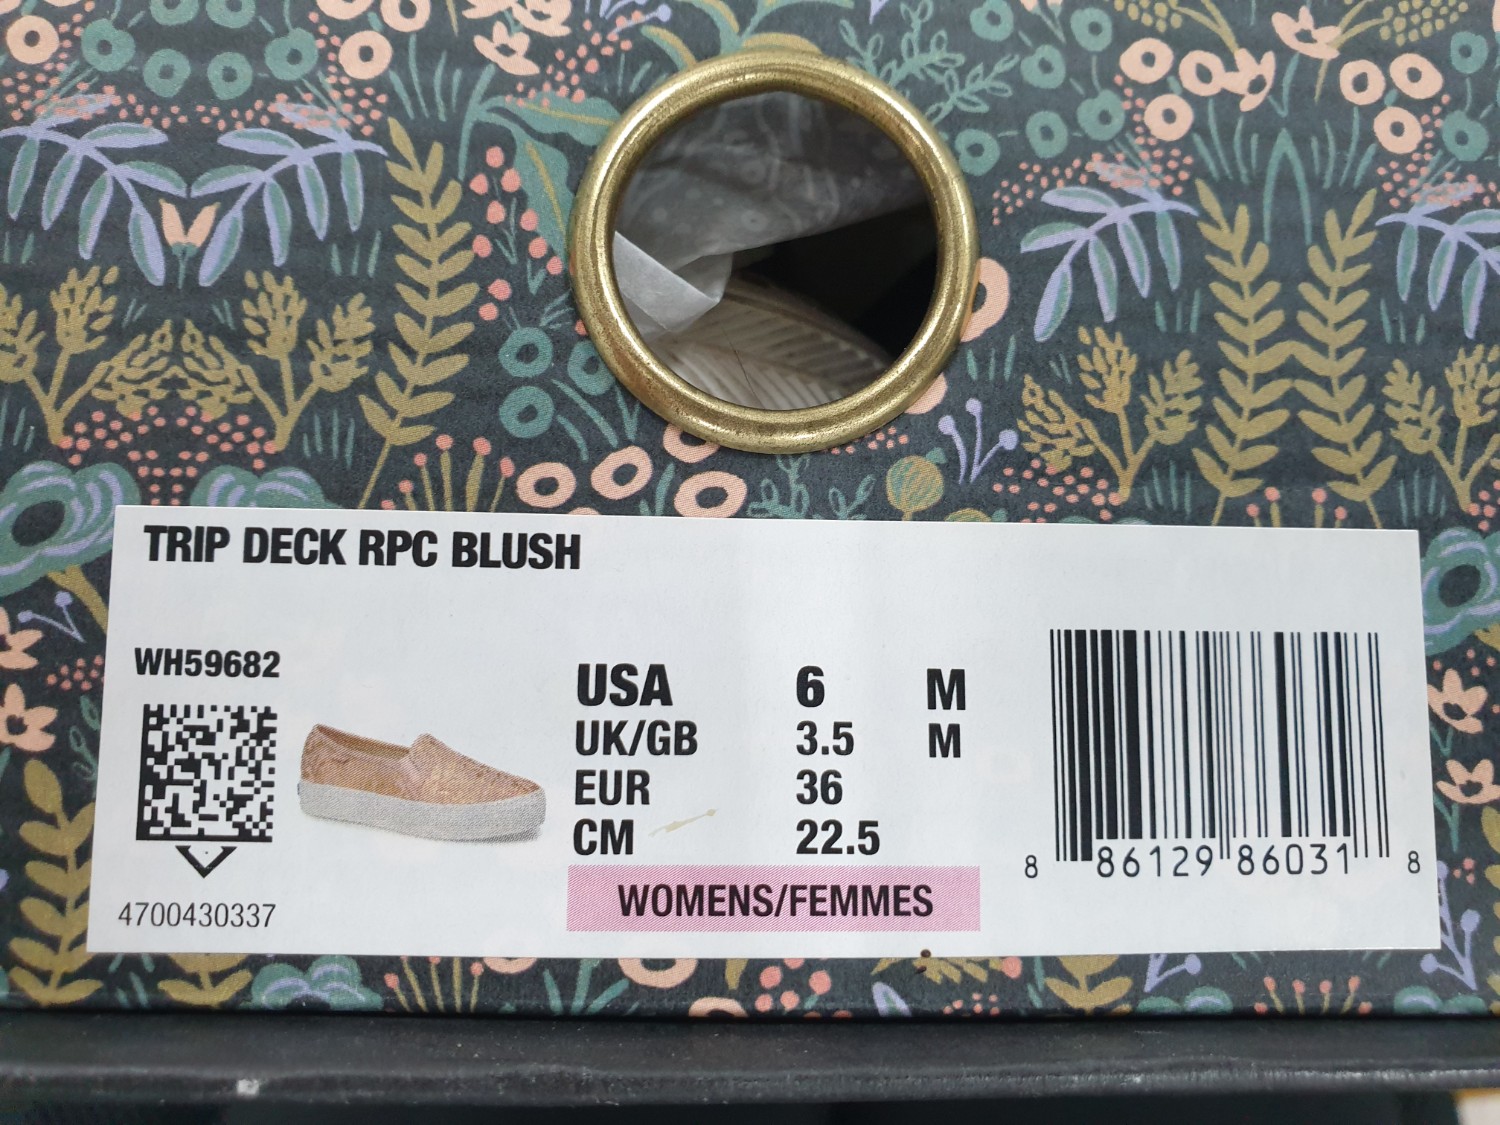 TRIP DECK RPC BLUSH
WH59682
USA 6 M
UK/GB 3.5 M
EUR 36
CM 22.5
WOMENS/FEMMES
4700430337
8 86129 86031 8